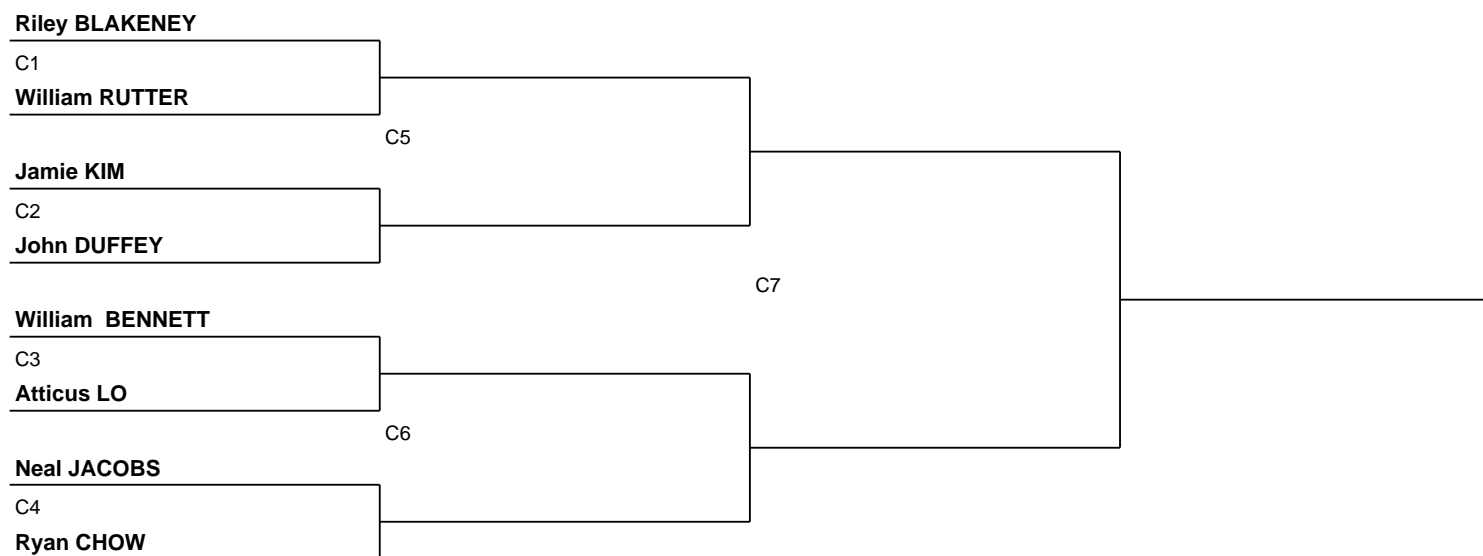 Riley BLAKENEY
C1
William RUTTER
C5
Jamie KIM
C2
John DUFFEY
C7
William  BENNETT
C3
Atticus LO
C6
Neal JACOBS
C4
Ryan CHOW